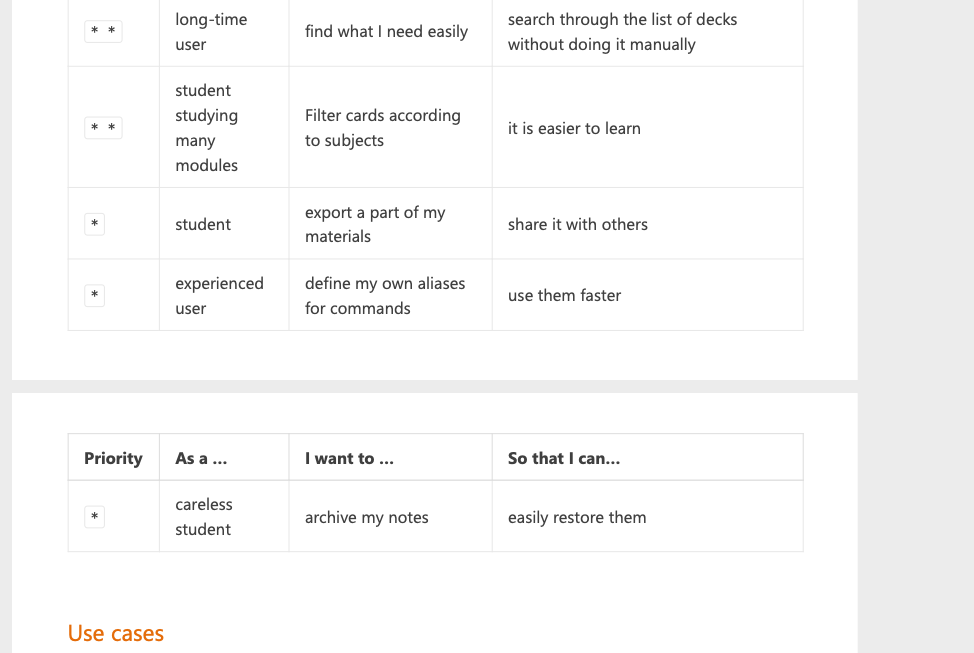 * * long-time user find what I need easily search through the list of decks without doing it manually
* * student studying many modules Filter cards according to subjects it is easier to learn
* student export a part of my materials share it with others
* experienced user define my own aliases for commands use them faster
Priority As a ... I want to ... So that I can...
* careless student archive my notes easily restore them
Use cases